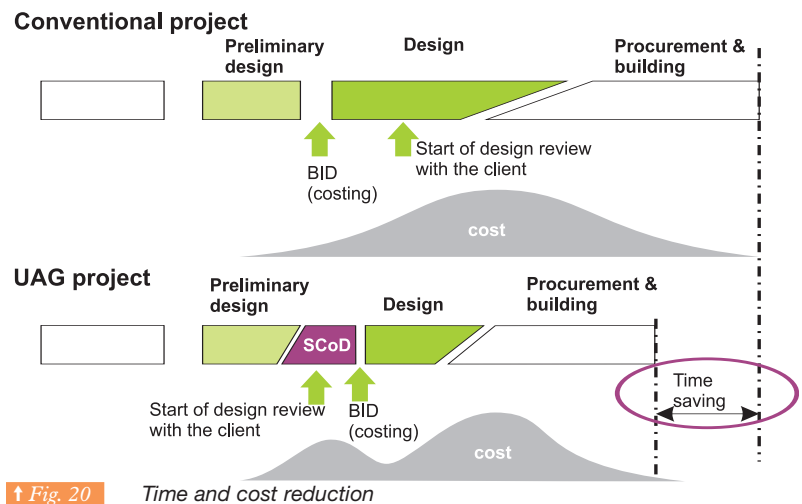 Conventional project
Preliminary
design
Design
Procurement &
building
BID
(costing)
Start of design review
with the client
cost
UAG project
Preliminary
design
SCoD
Design
Procurement &
building
Start of design review
with the client
BID
(costing)
Time
saving
cost
↑ Fig. 20 Time and cost reduction